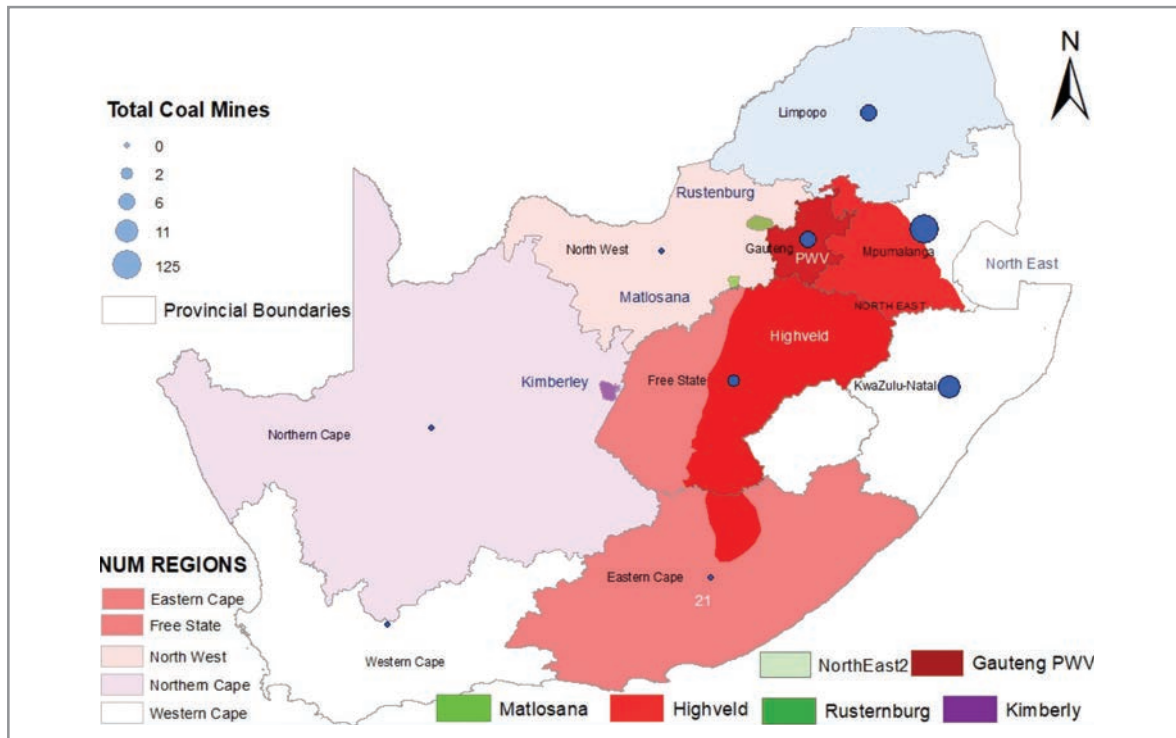 N
Total Coal Mines
0
2
6
11
125
Provincial Boundaries
Limpopo
Rustenburg
North West
Gauteng
PWV
Mpumalanga
North East
Matlosana
NORTH EAST
Highveld
Kimberley
Free State
KwaZulu-Natal
Northern Cape
Eastern Cape
21
Western Cape
NUM REGIONS
Eastern Cape
Free State
North West
Northern Cape
Western Cape
NorthEast2
Gauteng PWV
Matlosana
Highveld
Rusternburg
Kimberly